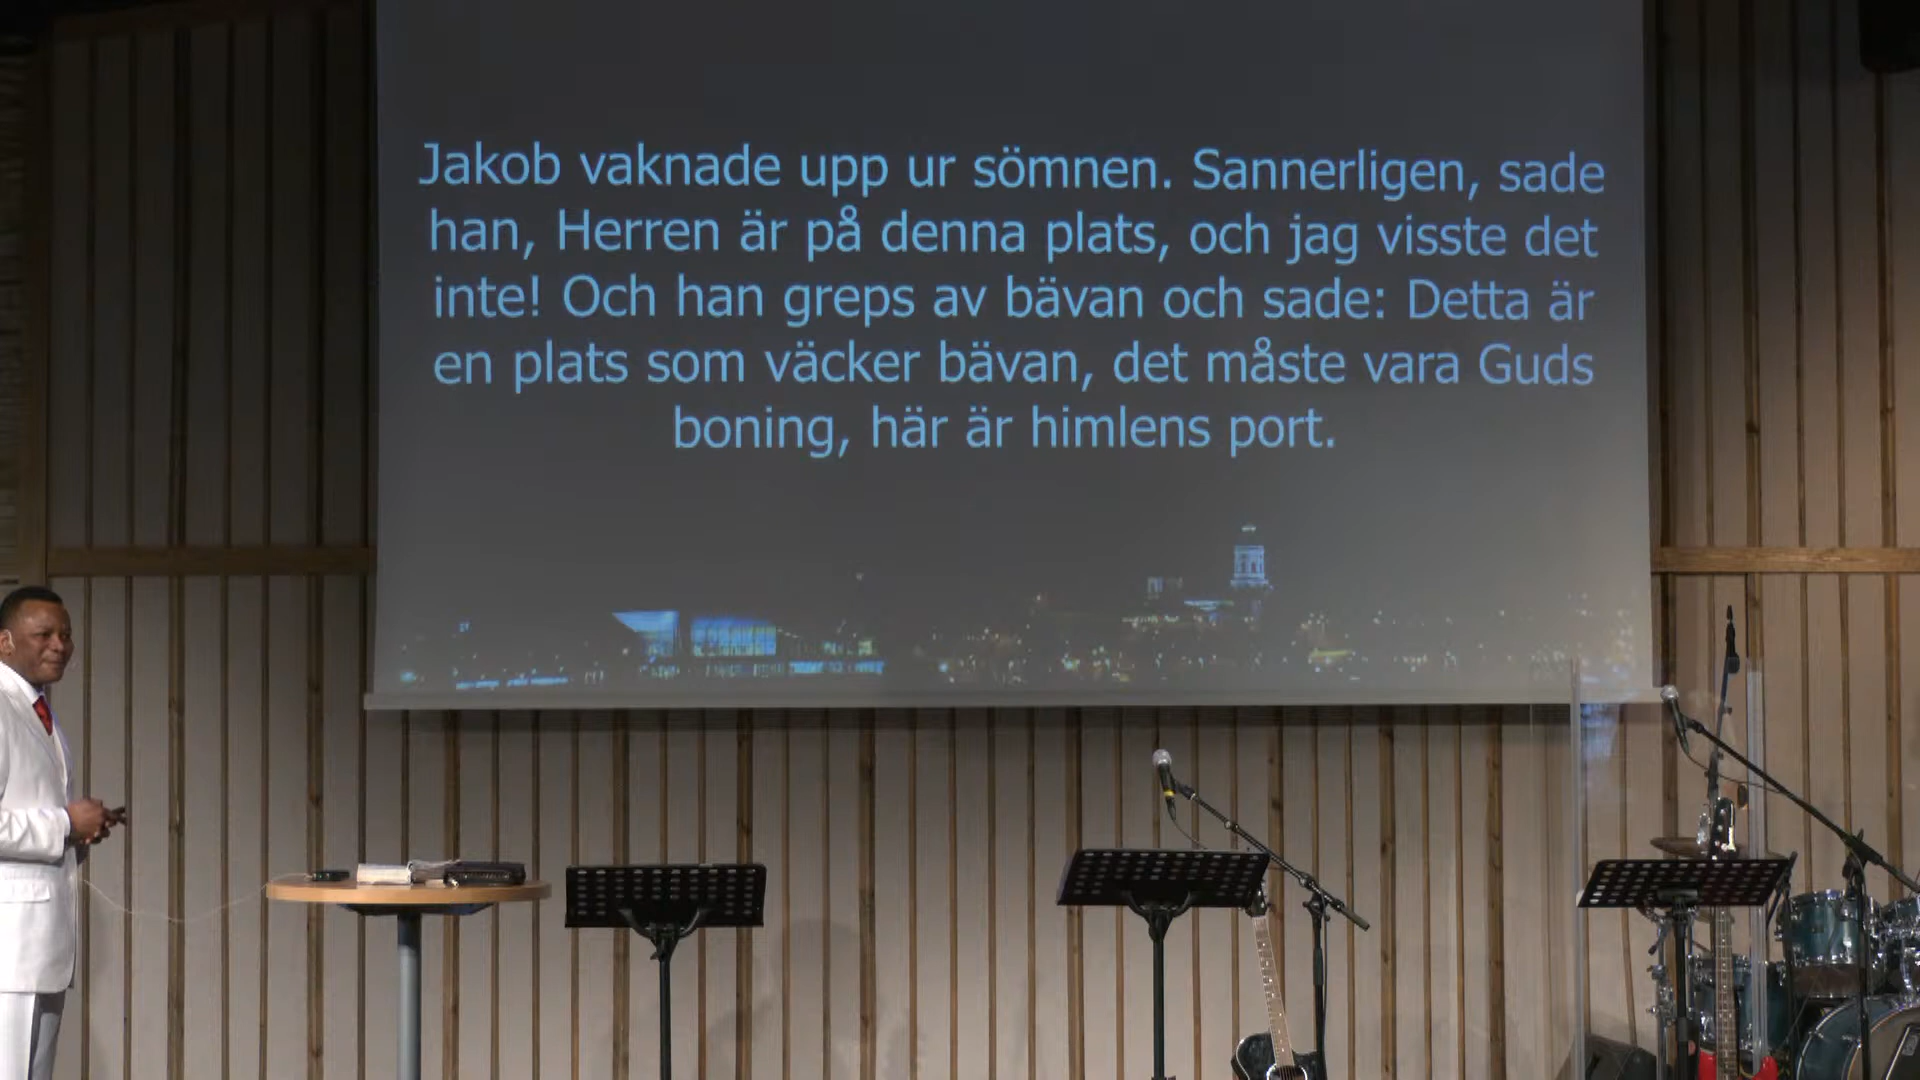 Jakob vaknade upp ur sömnen. Sannerligen, sade
han, Herren är på denna plats, och jag visste det
inte! Och han greps av bävan och sade: Detta är
en plats som väcker bävan, det måste vara Guds
boning, här är himlens port.